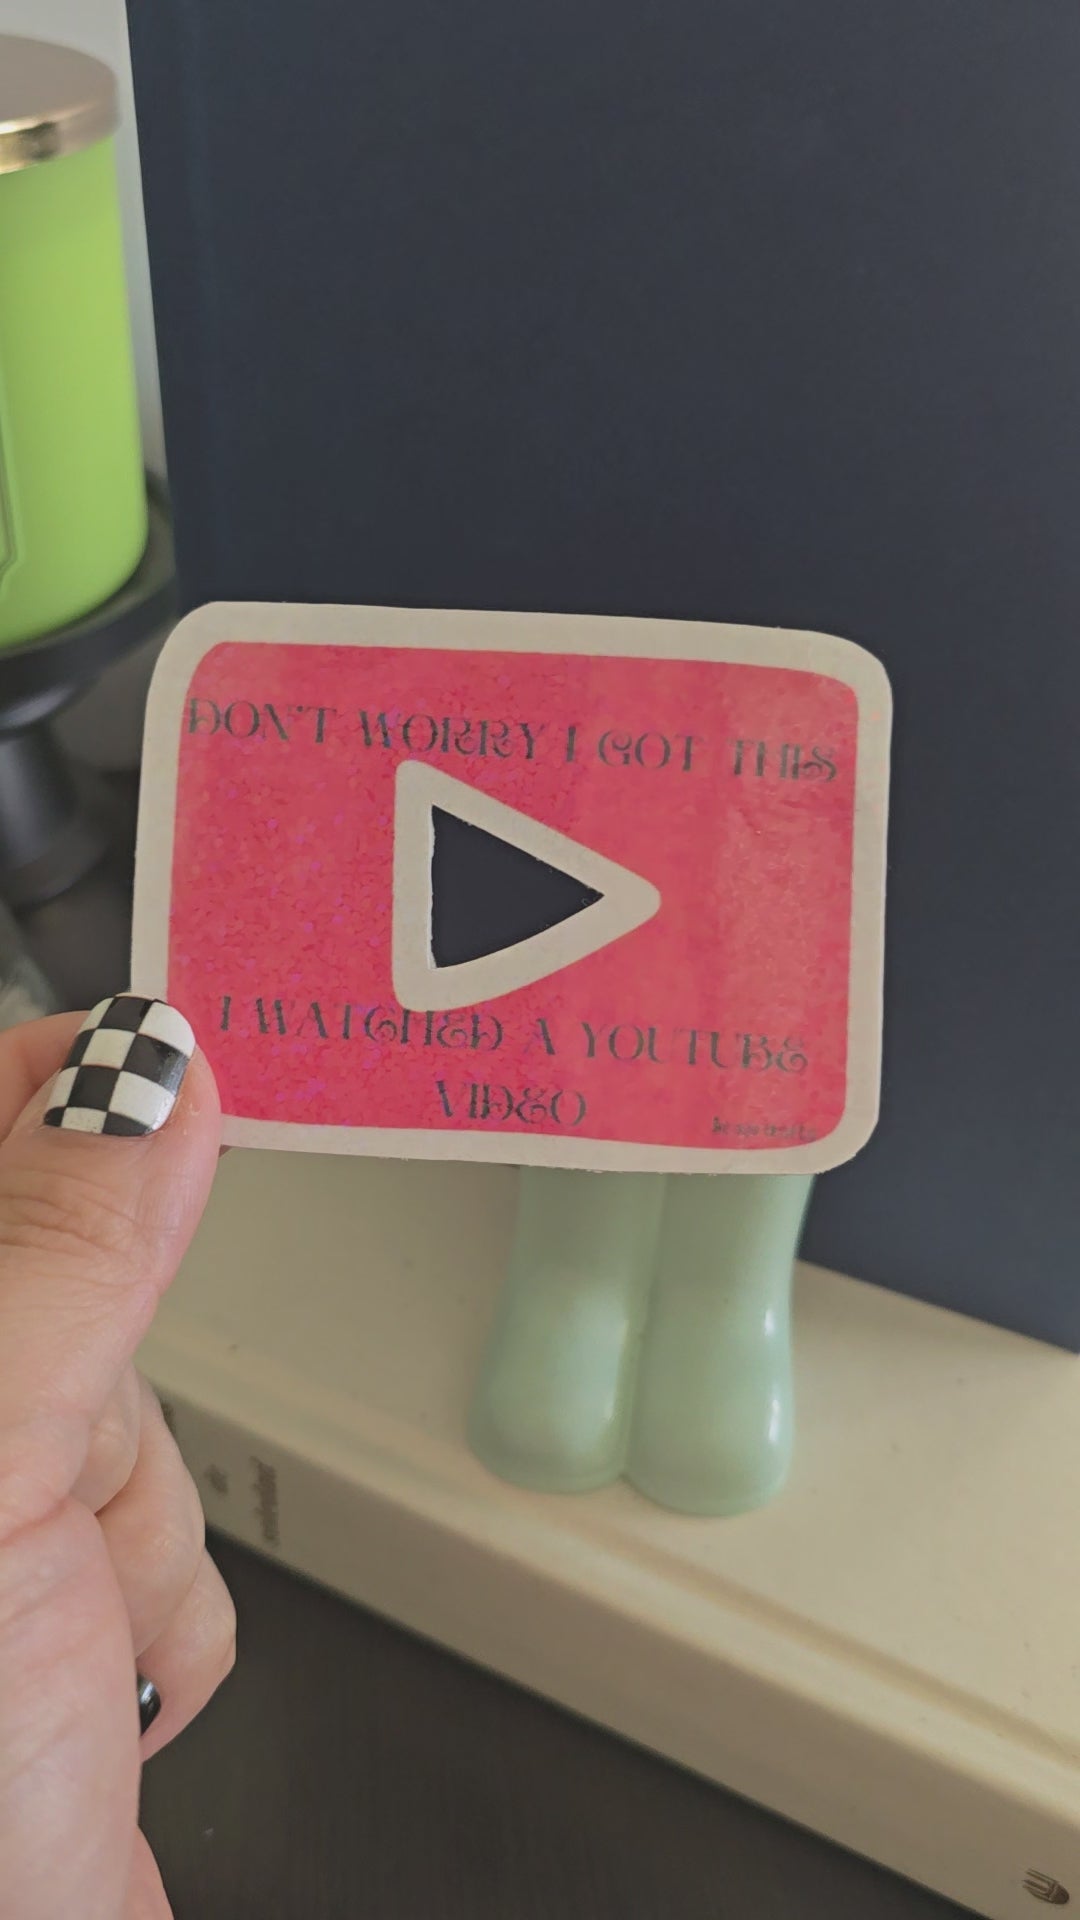 DON'T WORRY I GOT THIS
I WATCHED A YOUTUBE
VIDEO